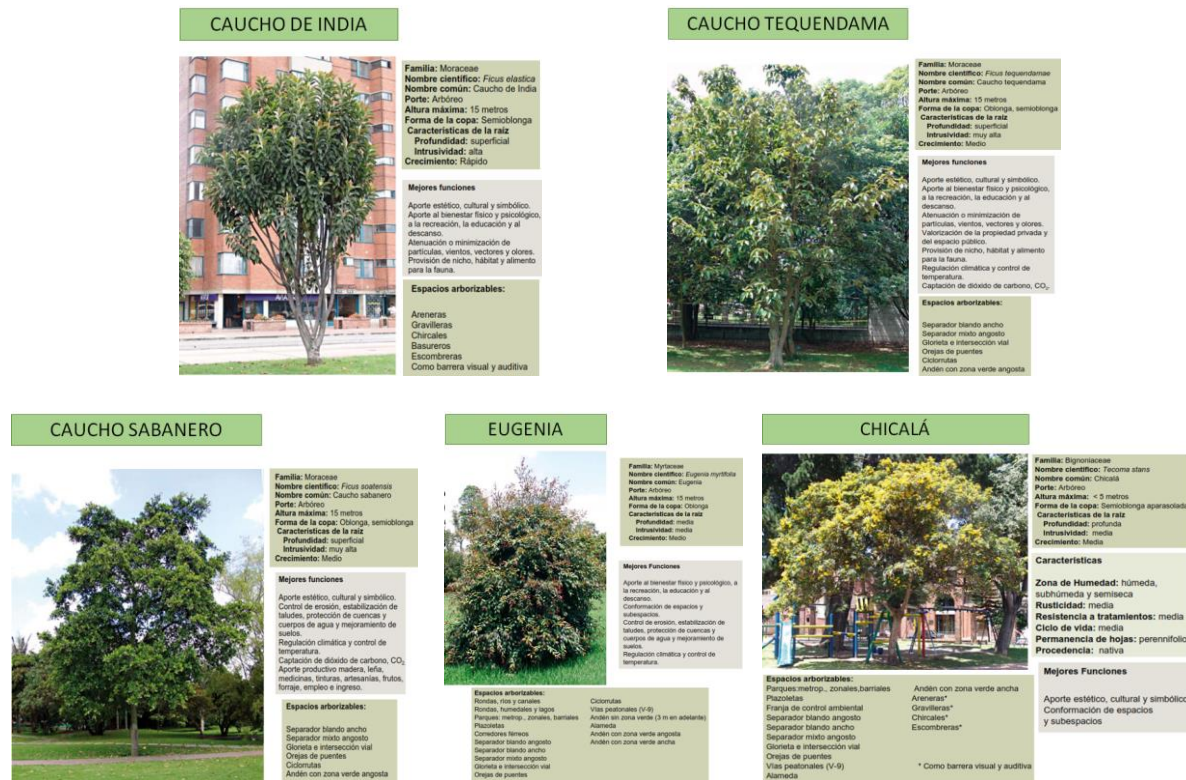 CAUCHO DE INDIA
Familia: Moraceae
Nombre científico: Ficus elastica
Nombre común: Caucho de India
Porte: Arbóreo
Altura máxima: 15 metros
Forma de la copa: Semioblonga
Características de la raíz
Profundidad: superficial
Intrusividad: alta
Crecimiento: Rápido
Mejores funciones
Aporte estético, cultural y simbólico.
Aporte al bienestar físico y psicológico,
a la recreación, la educación y al
descanso.
Atenuación o minimización de
partículas, vientos, vectores y olores.
Provisión de nicho, hábitat y alimento
para la fauna.
Espacios arborizables:
Areneras
Gravilleras
Chircales
Basureros
Escombreras
Como barrera visual y auditiva
CAUCHO TEQUENDAMA
Familia: Moraceae
Nombre científico: Ficus tequendamae
Nombre común: Caucho tequendama
Porte: Arbóreo
Altura máxima: 15 metros
Forma de la copa: Oblonga, semioblonga
Características de la raíz
Profundidad: superficial
Intrusividad: muy alta
Crecimiento: Medio
Mejores funciones
Aporte estético, cultural y simbólico.
Aporte al bienestar físico y psicológico,
a la recreación, la educación y al
descanso.
Atenuación o minimización de
partículas, vientos, vectores y olores.
Valorización de la propiedad privada y
del espacio público.
Provisión de nicho, hábitat y alimento
para la fauna.
Regulación climática y control de
temperatura.
Captación de dióxido de carbono, CO₂.
Espacios arborizables:
Separador blando ancho
Separador mixto angosto
Glorieta e intersección vial
Orejas de puentes
Ciclorrutas
Andén con zona verde angosta
CAUCHO SABANERO
Familia: Moraceae
Nombre científico: Ficus soatensis
Nombre común: Caucho sabanero
Porte: Arbóreo
Altura máxima: 15 metros
Forma de la copa: Oblonga, semioblonga
Características de la raíz
Profundidad: superficial
Intrusividad: muy alta
Crecimiento: Medio
Mejores funciones
Aporte estético, cultural y simbólico.
Control de erosión, estabilización de
taludes, protección de cuencas y
cuerpos de agua y mejoramiento de
suelos.
Regulación climática y control de
temperatura.
Captación de dióxido de carbono, CO₂
Aporte productivo madera, leña,
medicinas, tinturas, artesanías, frutos,
forraje, empleo e ingreso.
Espacios arborizables:
Separador blando ancho
Separador mixto angosto
Glorieta e intersección vial
Orejas de puentes
Ciclorrutas
Andén con zona verde angosta
EUGENIA
Familia: Myrtaceae
Nombre científico: Eugenia myrtifolia
Nombre común: Eugenia
Porte: Arbóreo
Altura máxima: 15 metros
Forma de la copa: Oblonga
Características de la raíz
Profundidad: media
Intrusividad: media
Crecimiento: Medio
Mejores Funciones
Aporte al bienestar físico y psicológico, a
la recreación, la educación y al
descanso.
Conformación de espacios y
subespacios.
Control de erosión, estabilización de
taludes, protección de cuencas y
cuerpos de agua y mejoramiento de
suelos.
Regulación climática y control de
temperatura.
Espacios arborizables:
Rondas, ríos y canales
Rondas, humedales y lagos
Parques: metrop., zonales, barriales
Plazoletas
Corredores férreos
Separador blando angosto
Separador blando ancho
Separador mixto angosto
Glorieta e intersección vial
Orejas de puentes
Ciclorrutas
Vías peatonales (V-9)
Andén sin zona verde (3 m en adelante)
Alameda
Andén con zona verde angosta
Andén con zona verde ancha
CHICALÁ
Familia: Bignoniaceae
Nombre científico: Tecoma stans
Nombre común: Chicalá
Porte: Arbóreo
Altura máxima: < 5 metros
Forma de la copa: Semioblonga aparasolada
Características de la raíz
Profundidad: profunda
Intrusividad: media
Crecimiento: Media
Características
Zona de Humedad: húmeda,
subhúmeda y semiseca
Rusticidad: media
Resistencia a tratamientos: media
Ciclo de vida: media
Permanencia de hojas: perennifolio
Procedencia: nativa
Mejores Funciones
Aporte estético, cultural y simbólico
Conformación de espacios
y subespacios
Espacios arborizables:
Parques:metrop., zonales,barriales
Plazoletas
Franja de control ambiental
Separador blando angosto
Separador blando ancho
Separador mixto angosto
Glorieta e intersección vial
Orejas de puentes
Vías peatonales (V-9)
Alameda
Andén con zona verde ancha
Areneras*
Gravilleras*
Chircales*
Escombreras*
* Como barrera visual y auditiva